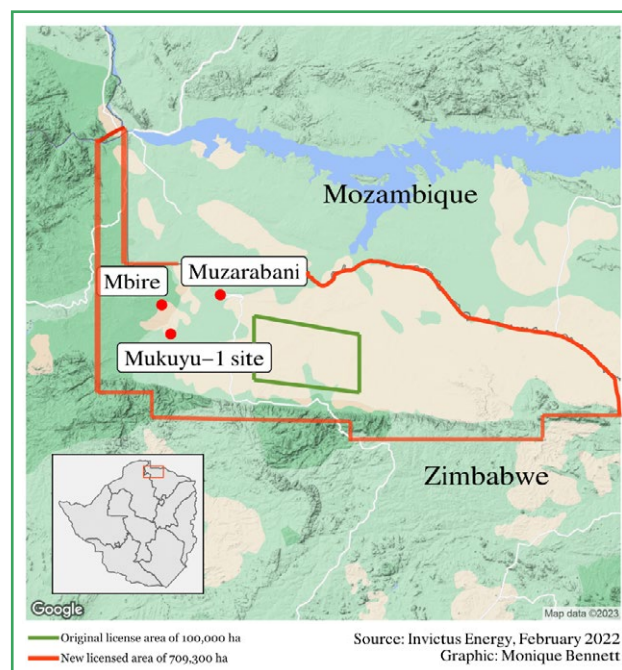 Mozambique
Muzarabani
Mbire
Mukuyu–1 site
Zimbabwe
Google
Map data ©2023
Original license area of 100,000 ha
New licensed area of 709,300 ha
Source: Invictus Energy, February 2022
Graphic: Monique Bennett